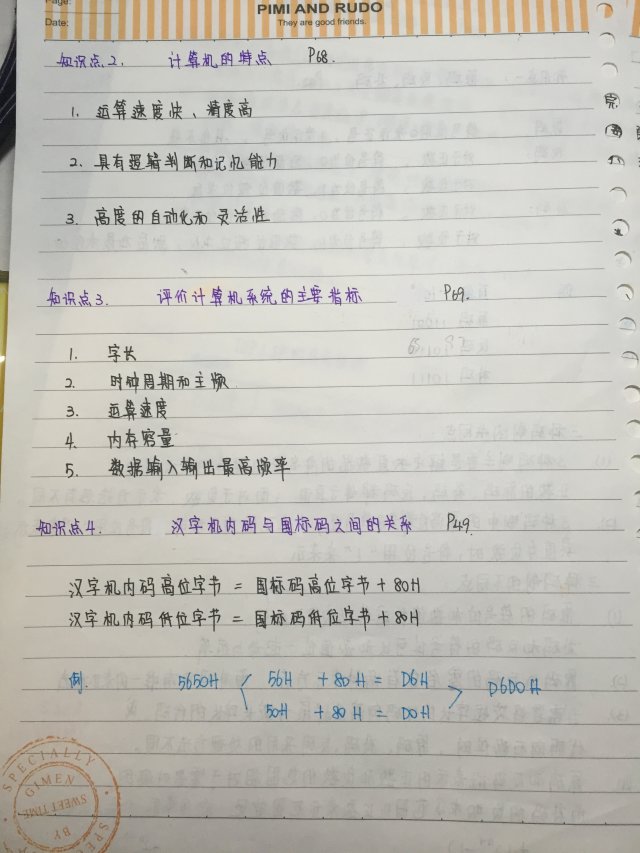 Page:
PIMI AND RUDO
Date:
They are good friends.
知识点2. 计算机的特点 P68.
1. 运算速度快、精度高
2. 具有逻辑判断和记忆能力
3. 高度的自动化和灵活性
知识点3. 评价计算机系统的主要指标 P69.
1. 字长
2. 时钟周期和主频
3. 运算速度
4. 内存容量
5. 数据输入输出最高频率
知识点4. 汉字机内码与国标码之间的关系 P49.
汉字机内码高位字节 = 国标码高位字节 + 80H
汉字机内码低位字节 = 国标码低位字节 + 80H
例. 5650H 56H + 80H = D6H D6D0H
50H + 80H = D0H
SPECIALLY
GAMEN
SWEET TIME
BY